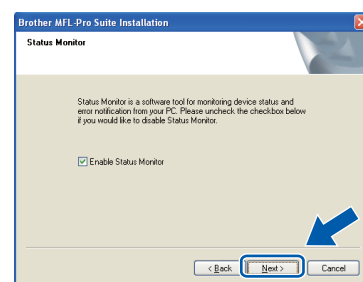 Brother MFL-Pro Suite Installation
Status Monitor
Status Monitor is a software tool for monitoring device status and
error notification from your PC. Please uncheck the checkbox below
if you would like to disable Status Monitor.
Enable Status Monitor
< Back
Next >
Cancel